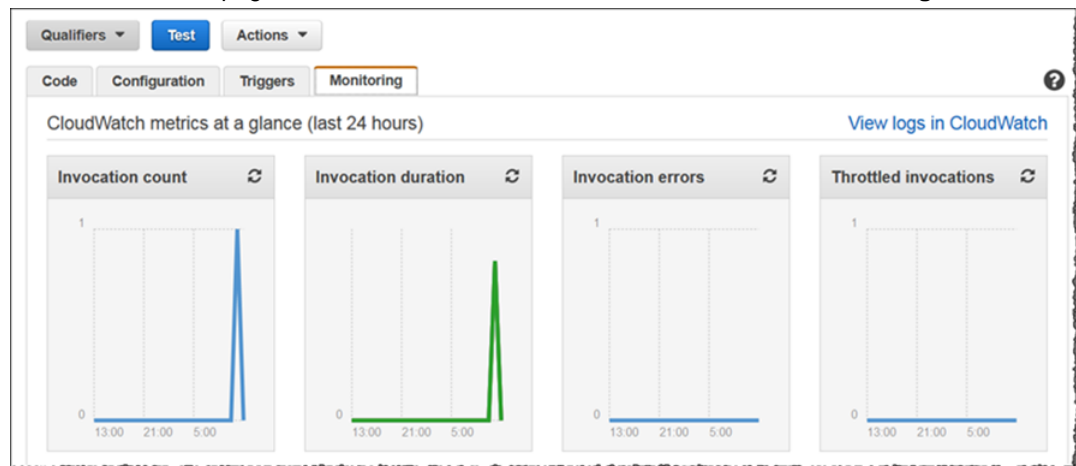 Qualifiers Test Actions
Code Configuration Triggers Monitoring ?
CloudWatch metrics at a glance (last 24 hours) View logs in CloudWatch
Invocation count Invocation duration Invocation errors Throttled invocations
1 1 1
0 0 0 0
13:00 21:00 5:00 13:00 21:00 5:00 13:00 21:00 5:00 13:00 21:00 5:00